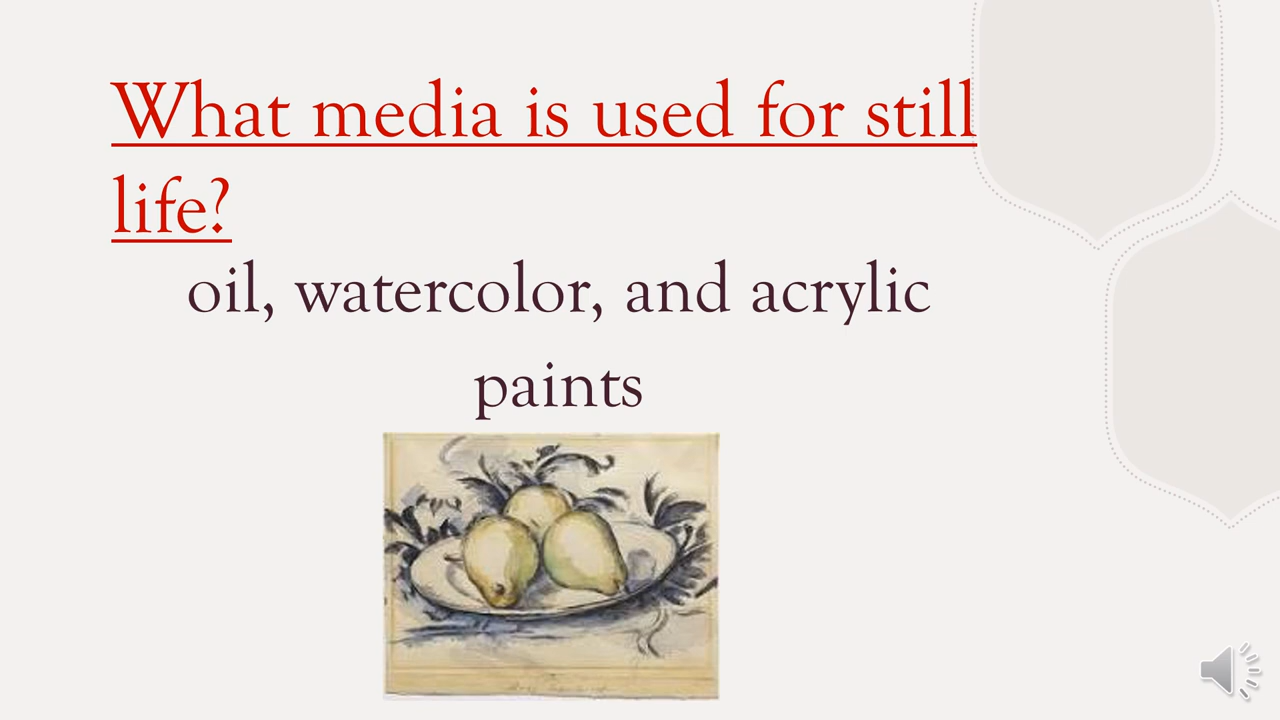 What media is used for still
life?
oil, watercolor, and acrylic
paints